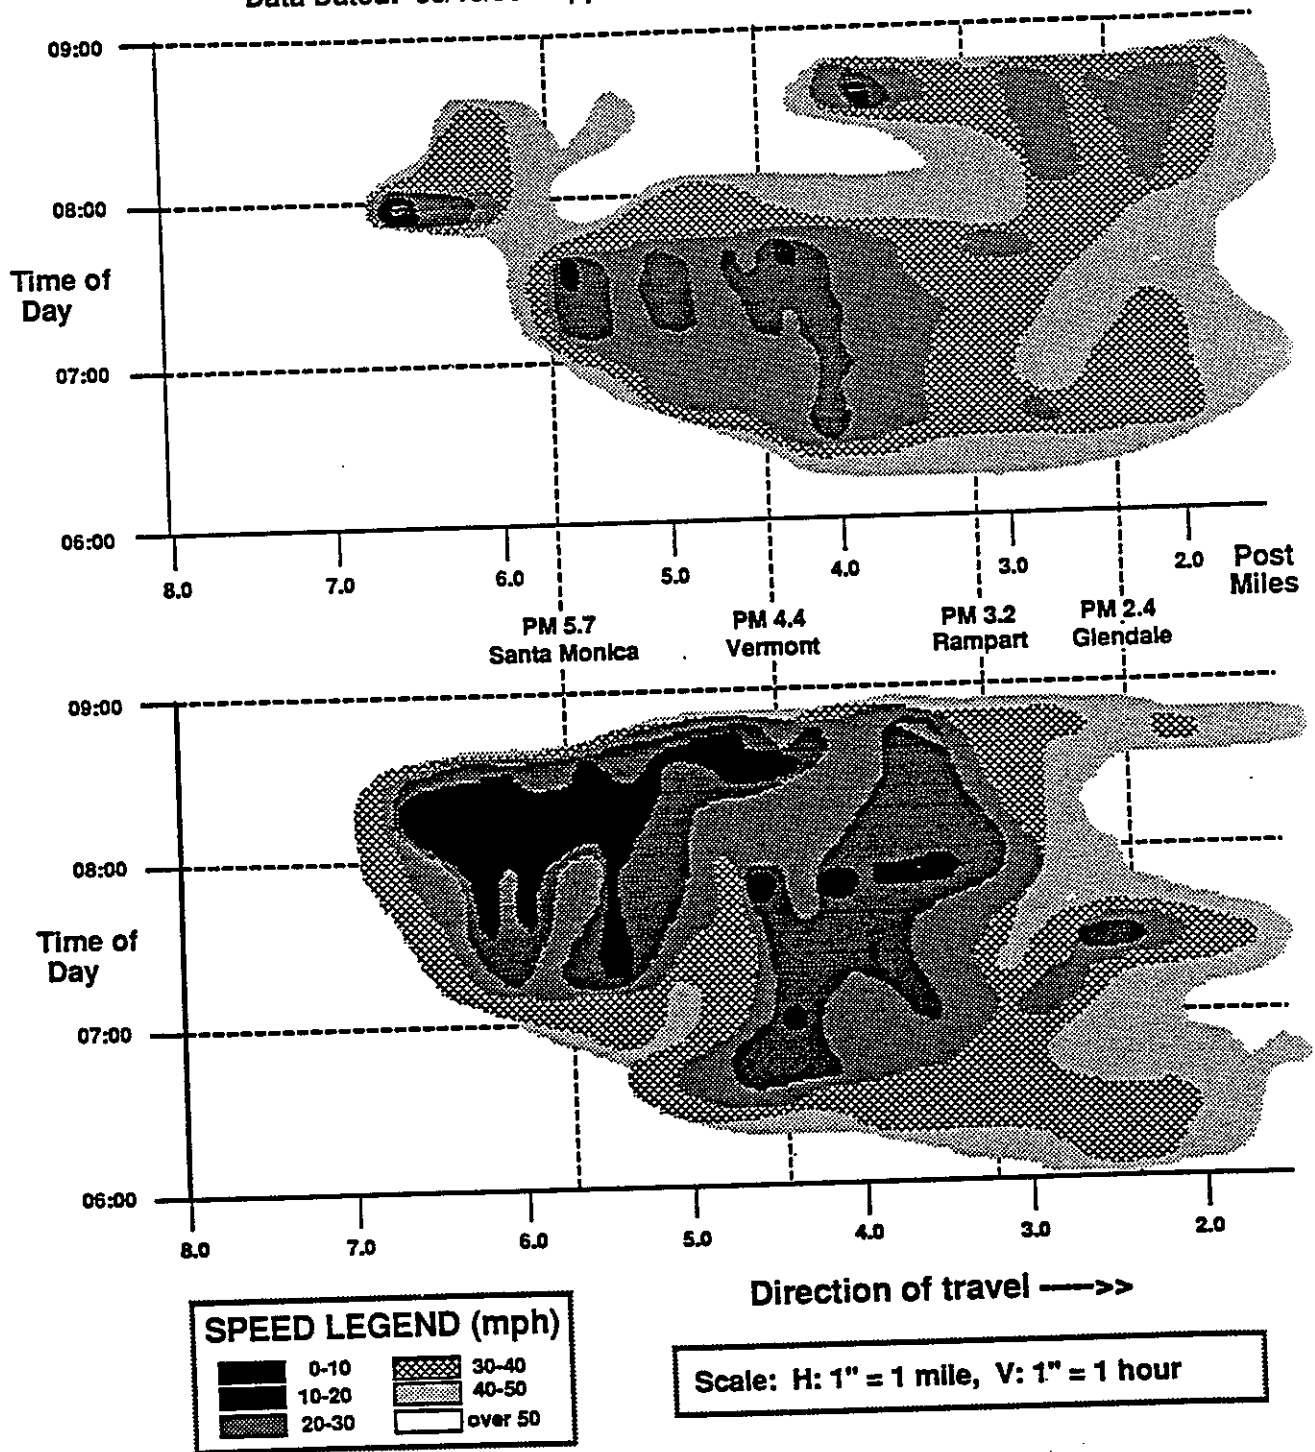 09:00
08:00
Time of
Day
07:00
06:00
8.0 7.0 6.0 5.0 4.0 3.0 2.0
Post
Miles
PM 5.7
Santa Monica
PM 4.4
Vermont
PM 3.2
Rampart
PM 2.4
Glendale
09:00
08:00
Time of
Day
07:00
06:00
8.0 7.0 6.0 5.0 4.0 3.0 2.0
Direction of travel ---->>
SPEED LEGEND (mph)
0-10 30-40
10-20 40-50
20-30 over 50
Scale: H: 1" = 1 mile, V: 1" = 1 hour